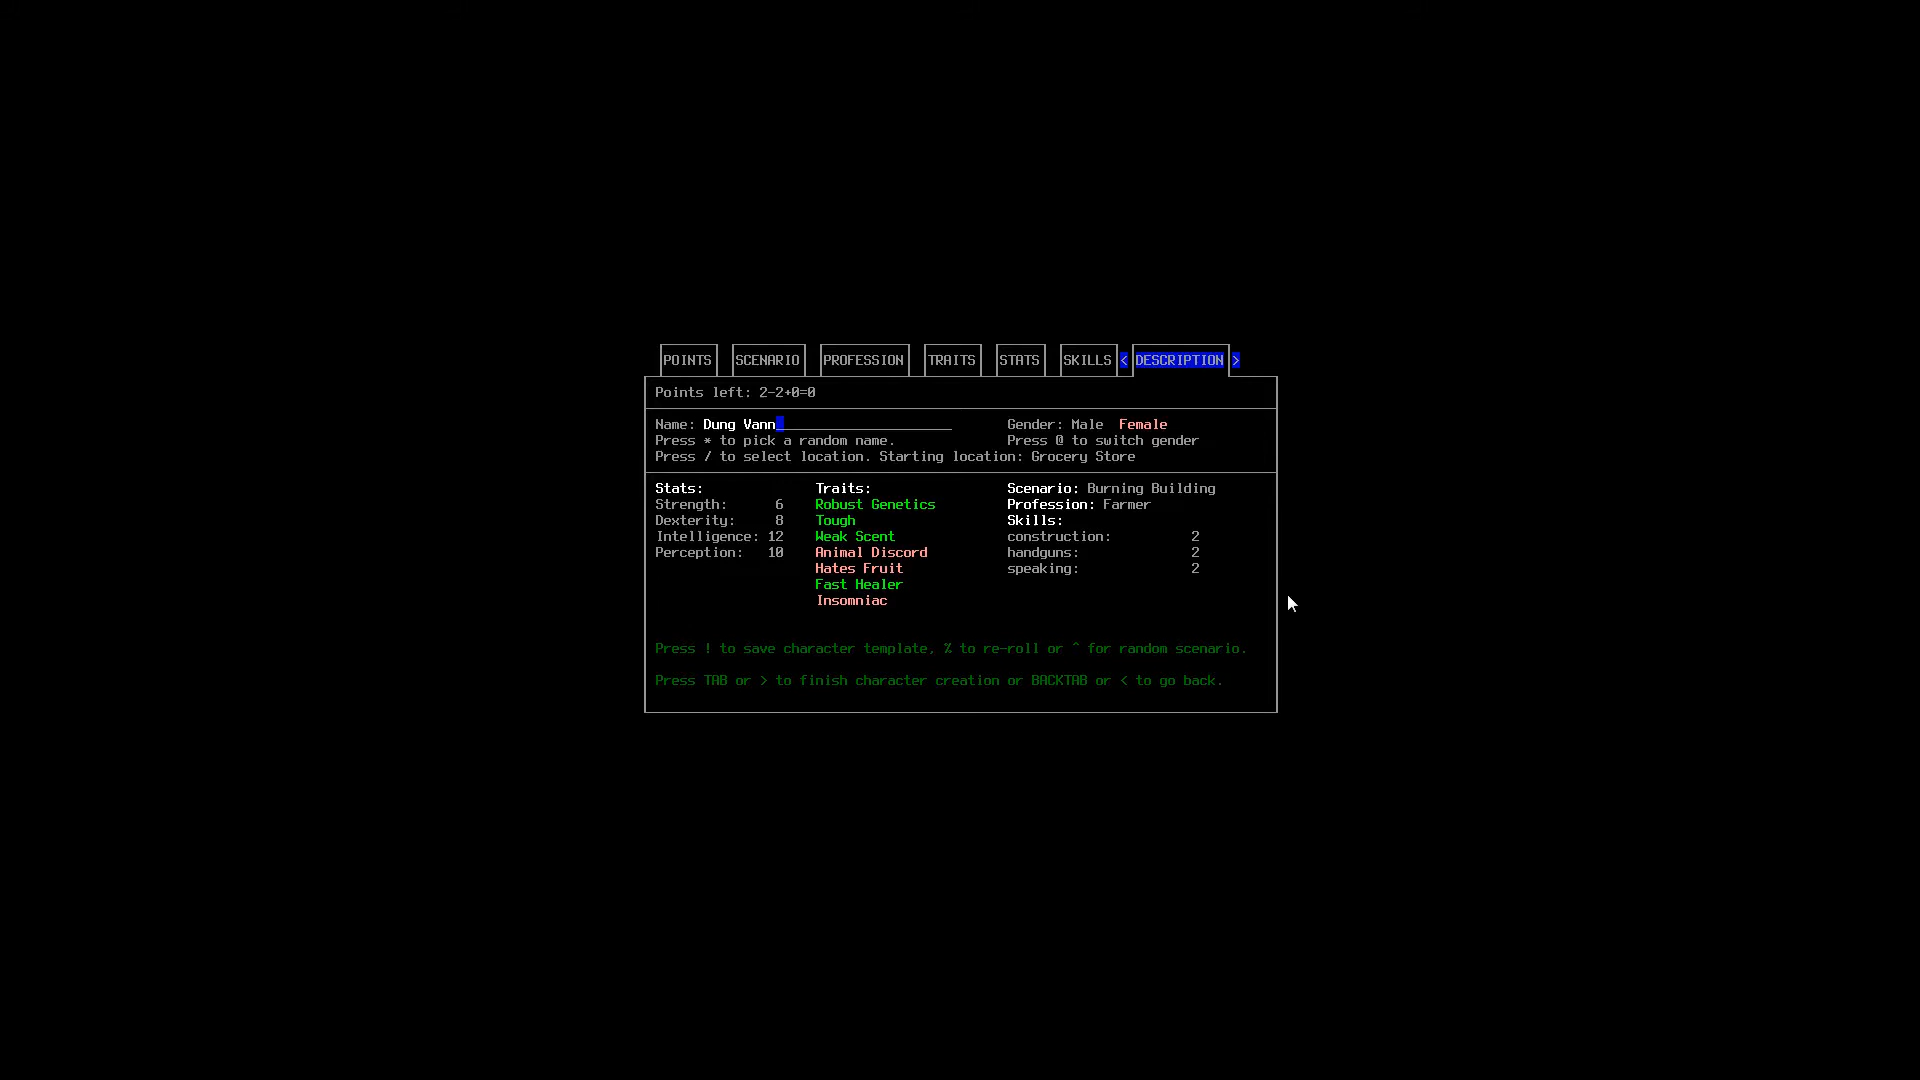 POINTS SCENARIO PROFESSION TRAITS STATS SKILLS < DESCRIPTION >
Points left: 2-2+0=0
Name: Dung Vann_ Gender: Male Female
Press * to pick a random name. Press @ to switch gender
Press / to select location. Starting location: Grocery Store
Stats: Traits: Scenario: Burning Building
Strength: 6 Robust Genetics Profession: Farmer
Dexterity: 8 Tough Skills:
Intelligence: 12 Weak Scent construction: 2
Perception: 10 Animal Discord handguns: 2
Hates Fruit speaking: 2
Fast Healer
Insomniac
Press ! to save character template, % to re-roll or ^ for random scenario.
Press TAB or > to finish character creation or BACKTAB or < to go back.